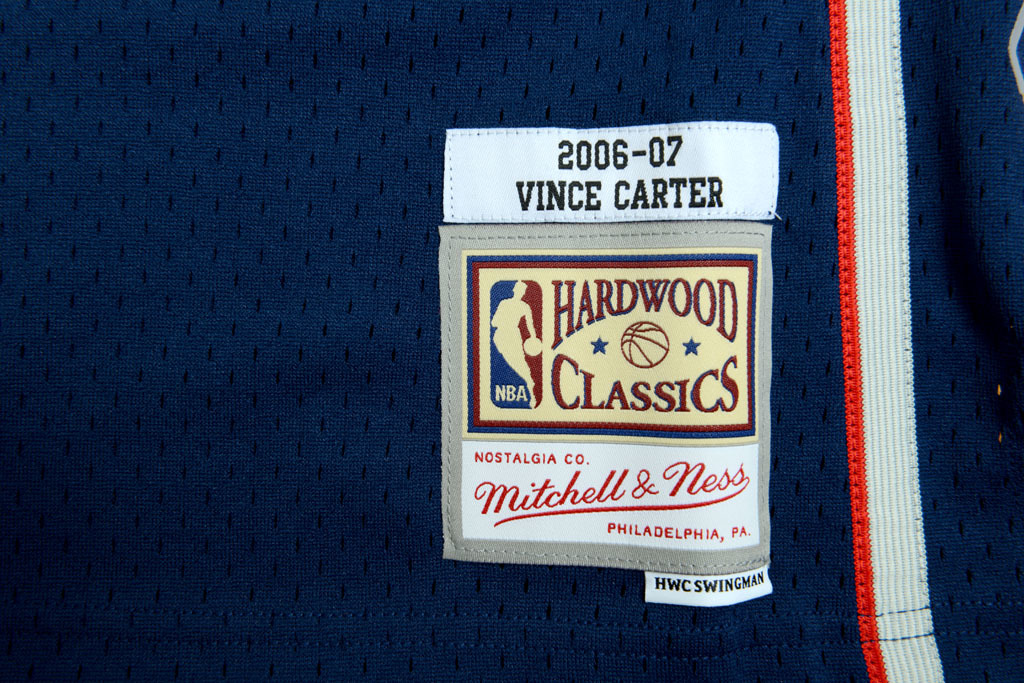 2006-07
VINCE CARTER
HARDWOOD
CLASSICS
NBA
NOSTALGIA CO.
Mitchell & Ness
PHILADELPHIA, PA.
HWC SWINGMAN